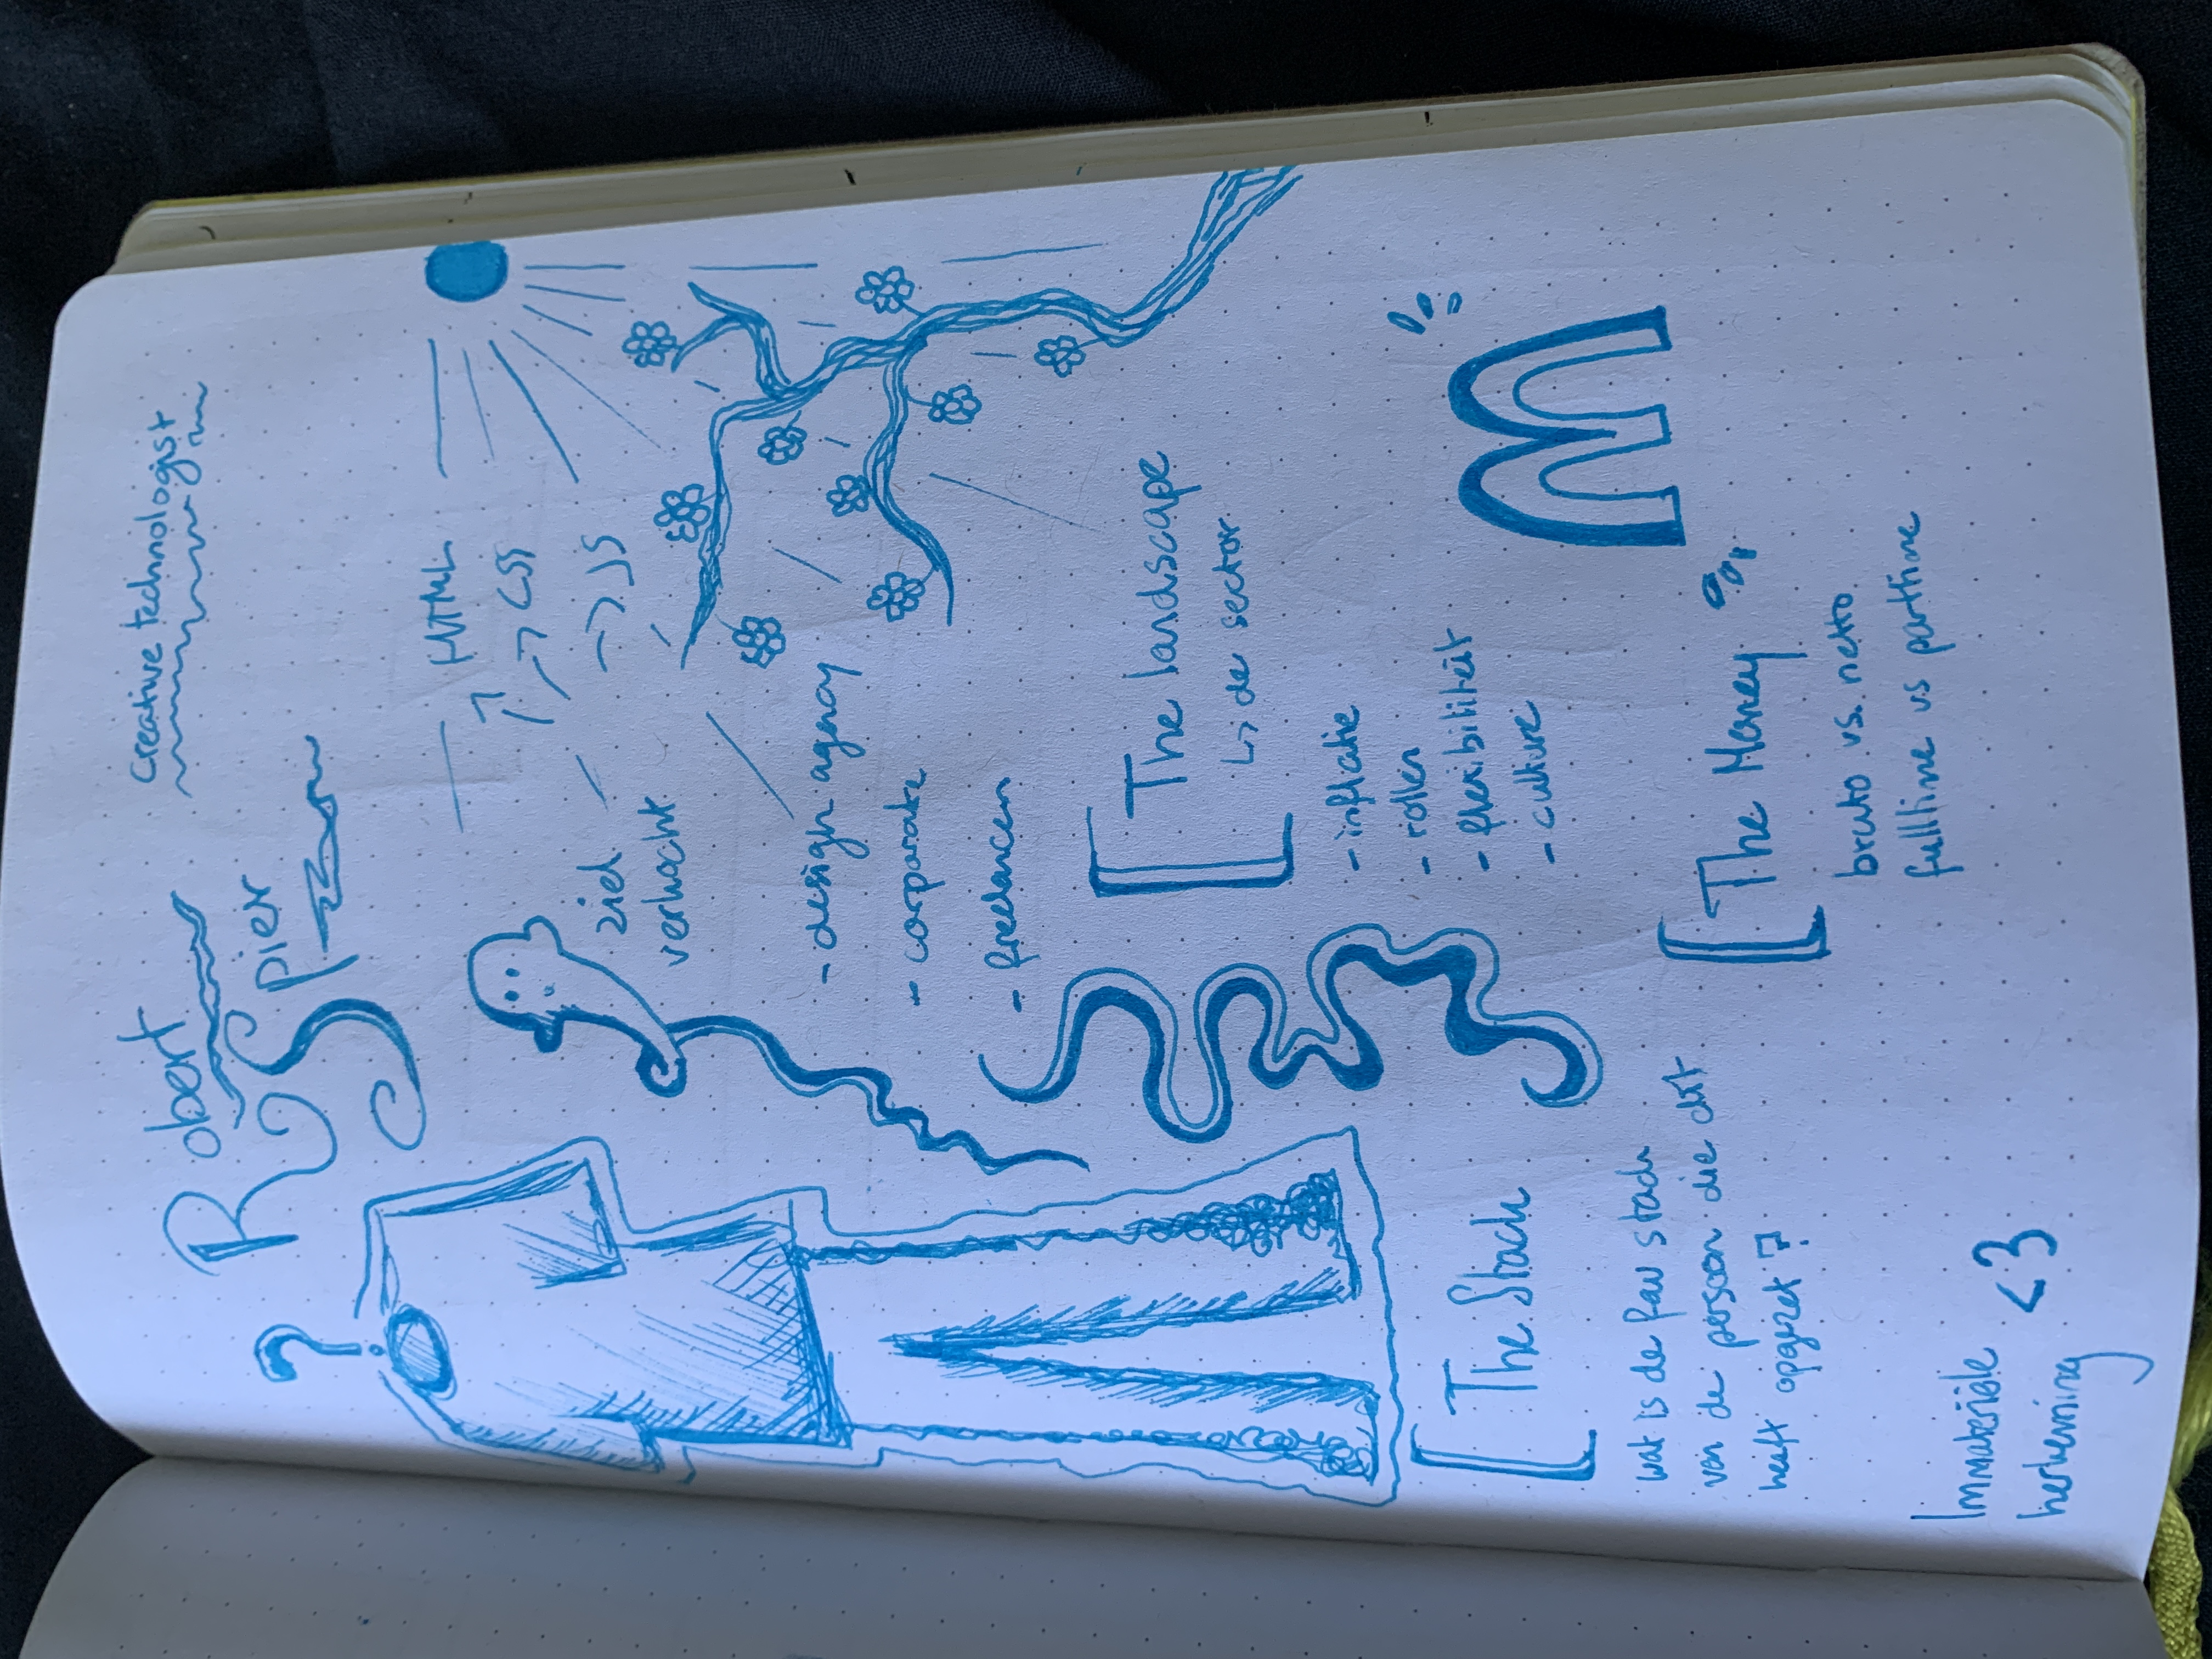 Robert
Spier
creative technologist
?
HTML
CSS
JS
ziel
verkocht
- design agency
- corporate
- freelancen
[ The landscape
↳ de sector
- inflatie
- rollen
- flexibiliteit
- culture
[ The Stack
wat is de fav stack
van de persoon die dit
heeft opgezet ?
M
[ The Money
bruto vs. netto
fulltime vs parttime
Immateriële
herkenning <3